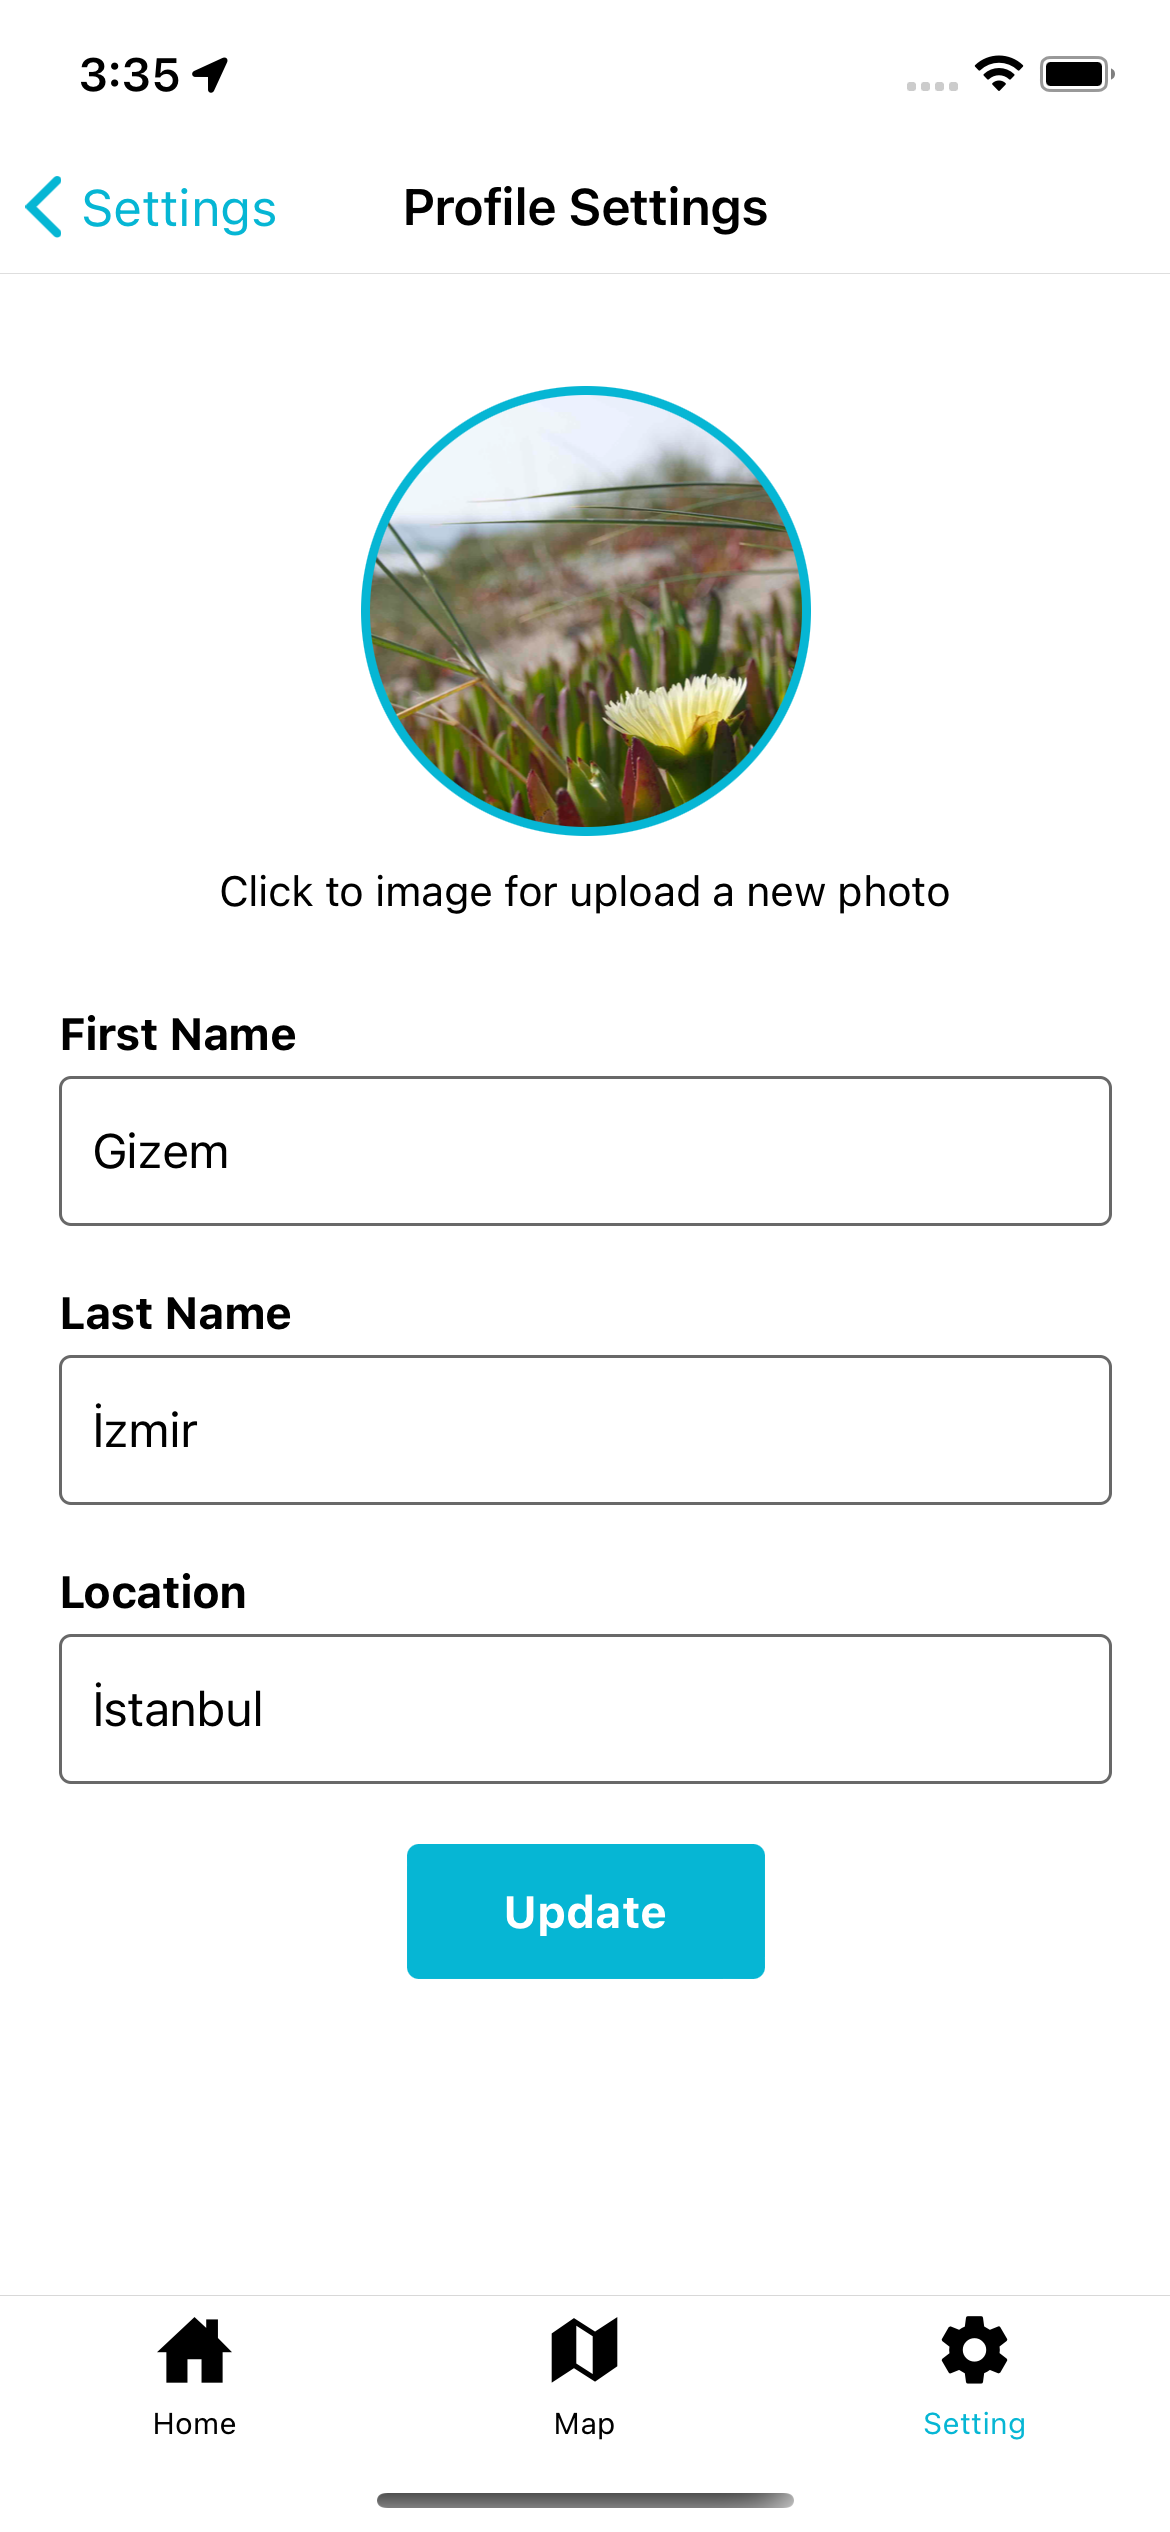 3:35
Settings
Profile Settings
Click to image for upload a new photo
First Name
Gizem
Last Name
İzmir
Location
İstanbul
Update
Home
Map
Setting